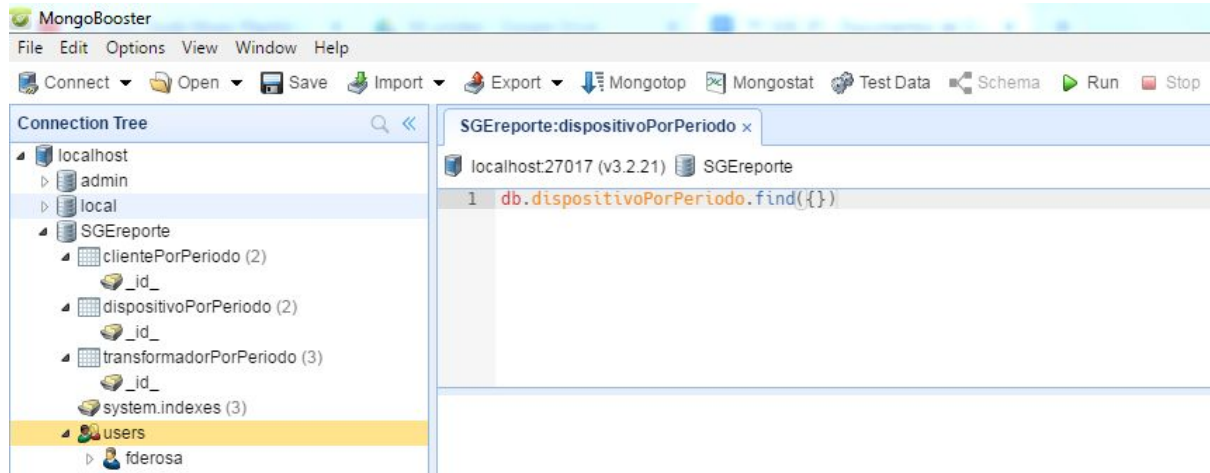 MongoBooster
File Edit Options View Window Help
Connect Open Save Import Export Mongotop Mongostat Test Data Schema Run Stop
Connection Tree
localhost
admin
local
SGEreporte
clientePorPeriodo (2)
_id_
dispositivoPorPeriodo (2)
_id_
transformadorPorPeriodo (3)
_id_
system.indexes (3)
users
fderosa
SGEreporte:dispositivoPorPeriodo ×
localhost:27017 (v3.2.21) SGEreporte
1 db.dispositivoPorPeriodo.find({})